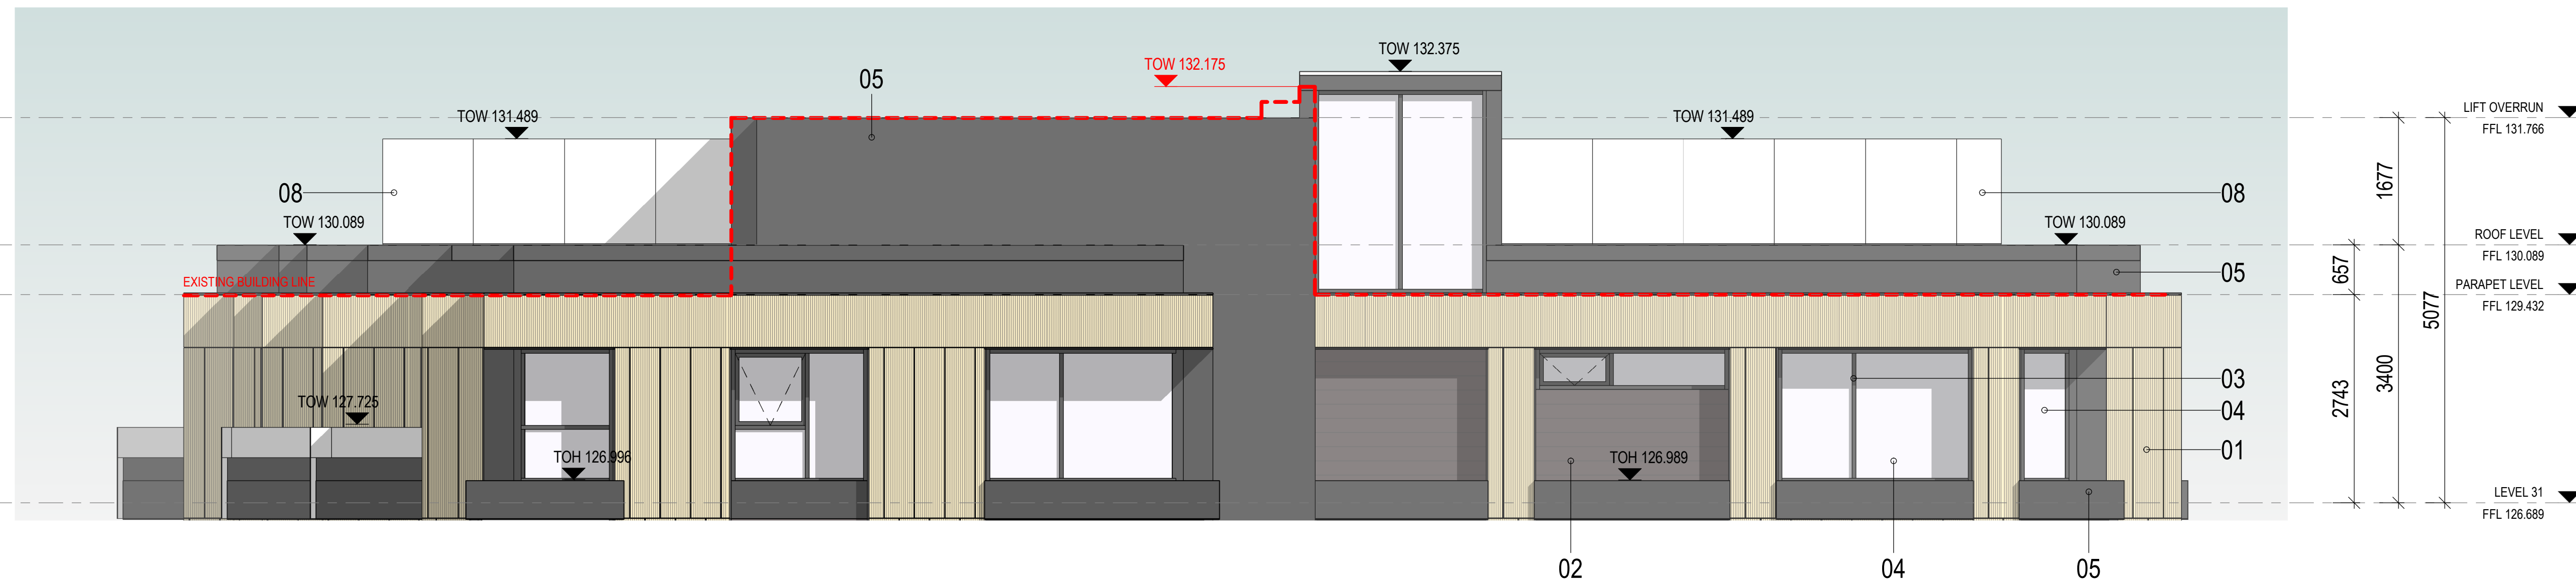 TOW 132.375
TOW 132.175
05
TOW 131.489
TOW 131.489
LIFT OVERRUN
FFL 131.766
08
08
1677
TOW 130.089
TOW 130.089
ROOF LEVEL
FFL 130.089
EXISTING BUILDING LINE
05
657
PARAPET LEVEL
FFL 129.432
5077
03
3400
2743
TOW 127.725
04
01
TOH 126.996
TOH 126.989
LEVEL 31
FFL 126.689
02
04
05